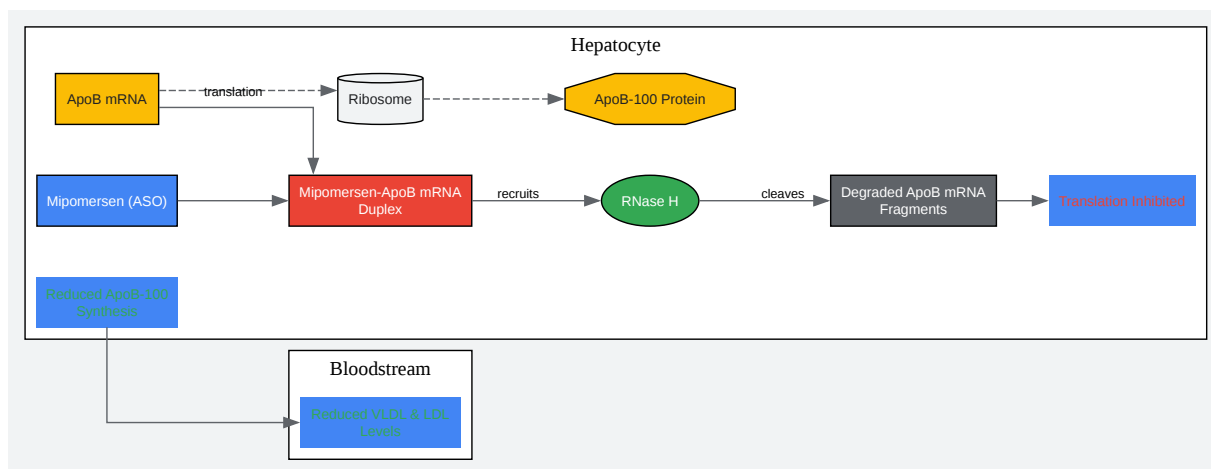 Hepatocyte
ApoB mRNA
translation
Ribosome
ApoB-100 Protein
Mipomersen (ASO)
Mipomersen-ApoB mRNA
Duplex
recruits
RNase H
cleaves
Degraded ApoB mRNA
Fragments
Translation Inhibited
Reduced ApoB-100
Synthesis
Bloodstream
Reduced VLDL & LDL
Levels